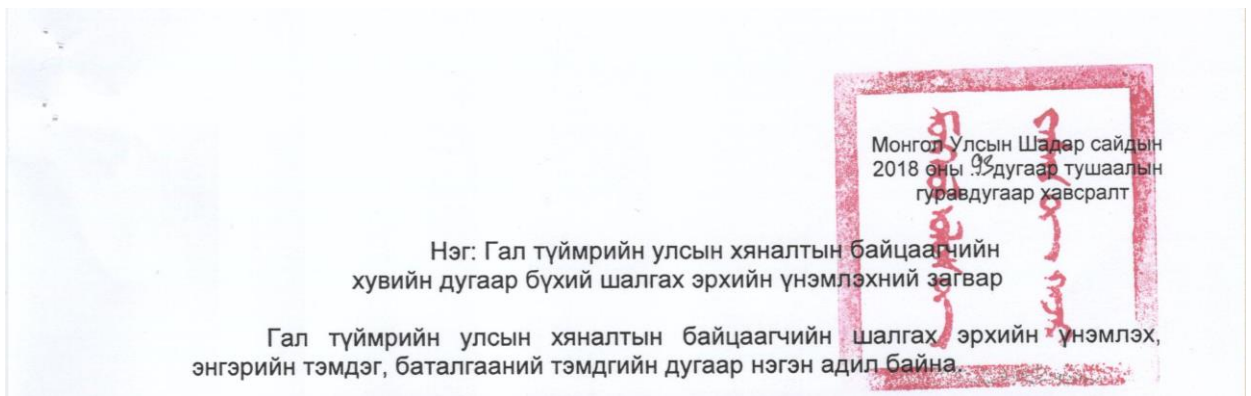 Монгол Улсын Шадар сайдын
2018 оны 93дугаар тушаалын
гуравдугаар хавсралт
Нэг: Гал түймрийн улсын хяналтын байцаагчийн
хувийн дугаар бүхий шалгах эрхийн үнэмлэхний загвар
Гал түймрийн улсын хяналтын байцаагчийн шалгах эрхийн үнэмлэх,
энгэрийн тэмдэг, баталгааний тэмдгийн дугаар нэгэн адил байна.